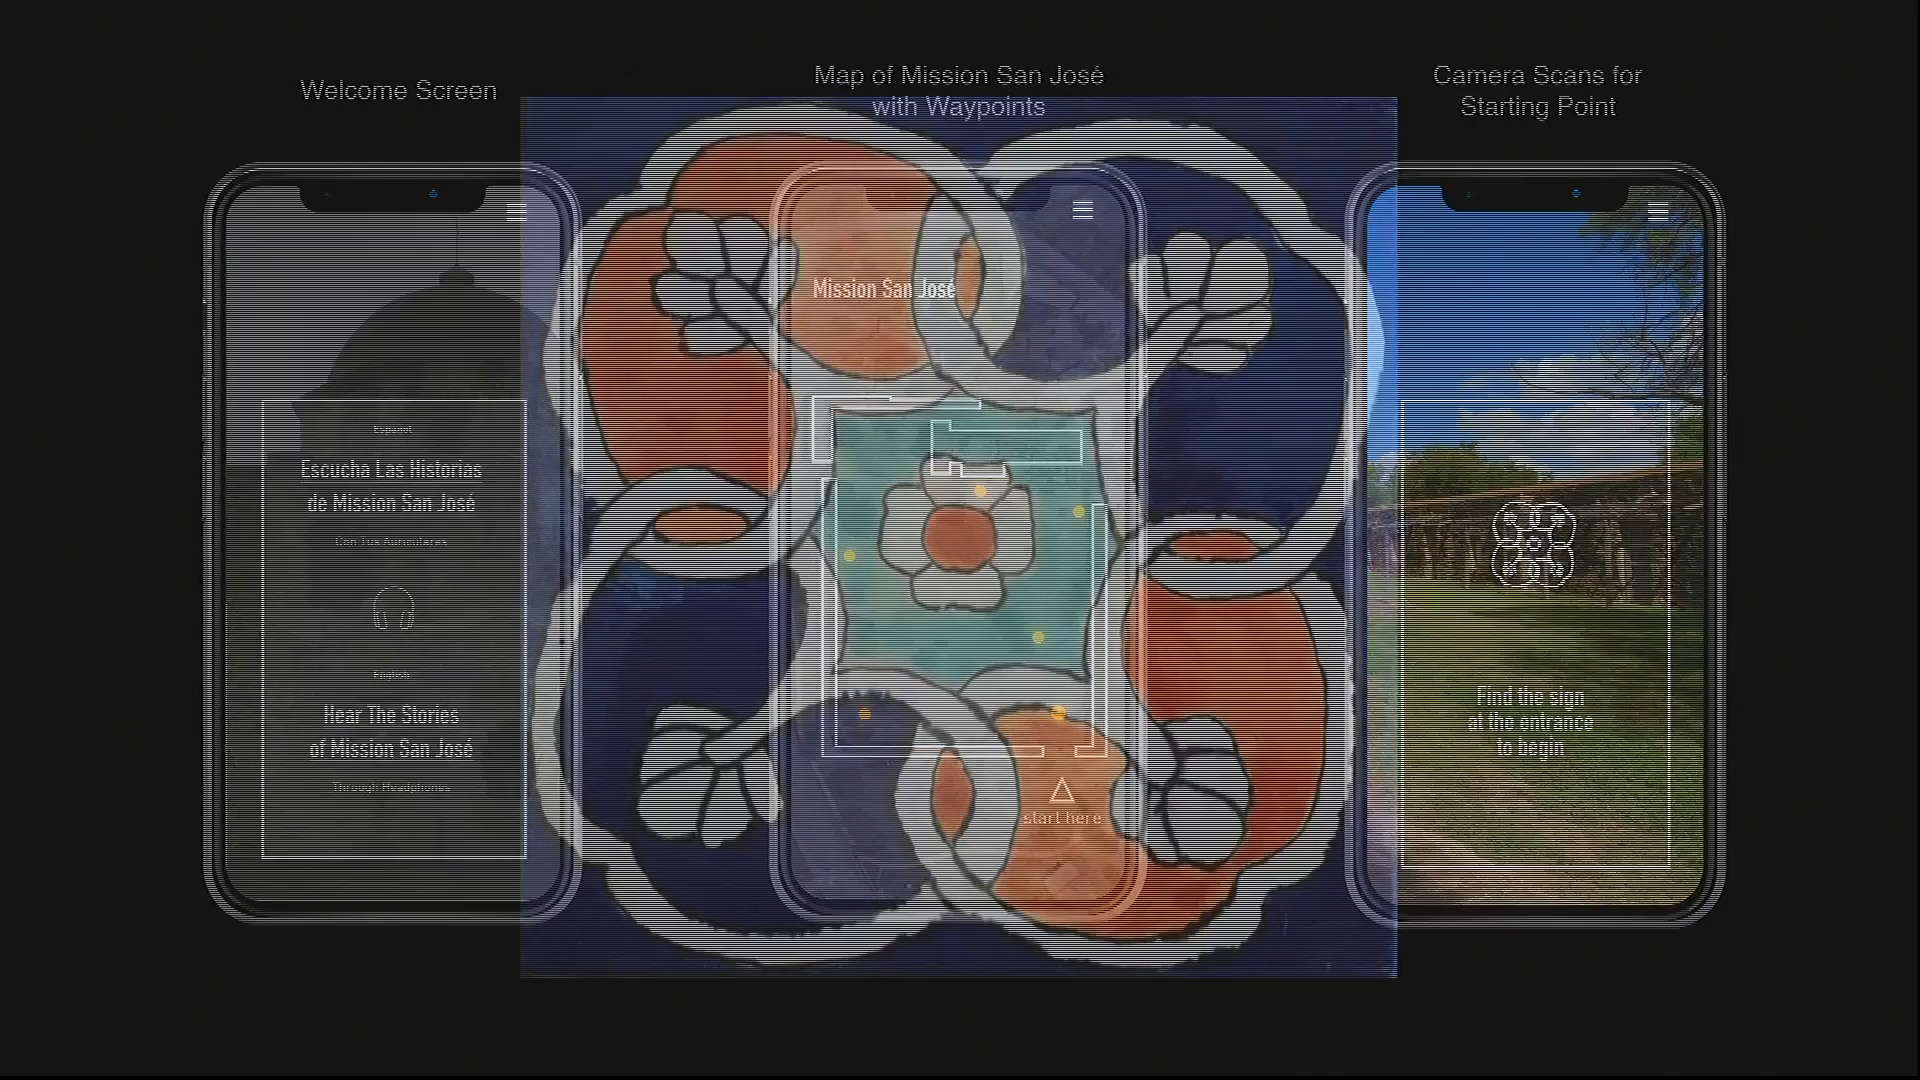 Welcome Screen
Español
Escucha Las Historias
de Mission San José
Con Tus Auriculares
English
Hear The Stories
of Mission San José
Through Headphones
Map of Mission San José
with Waypoints
Mission San José
start here
Camera Scans for
Starting Point
Find the sign
at the entrance
to begin